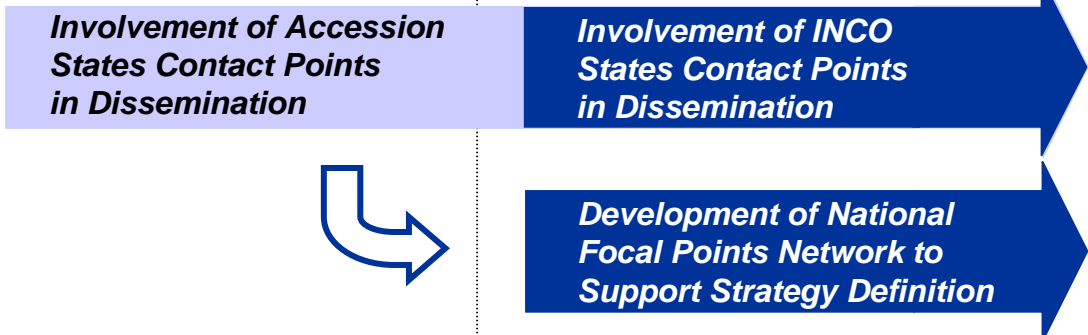 Involvement of Accession
States Contact Points
in Dissemination
Involvement of INCO
States Contact Points
in Dissemination
Development of National
Focal Points Network to
Support Strategy Definition